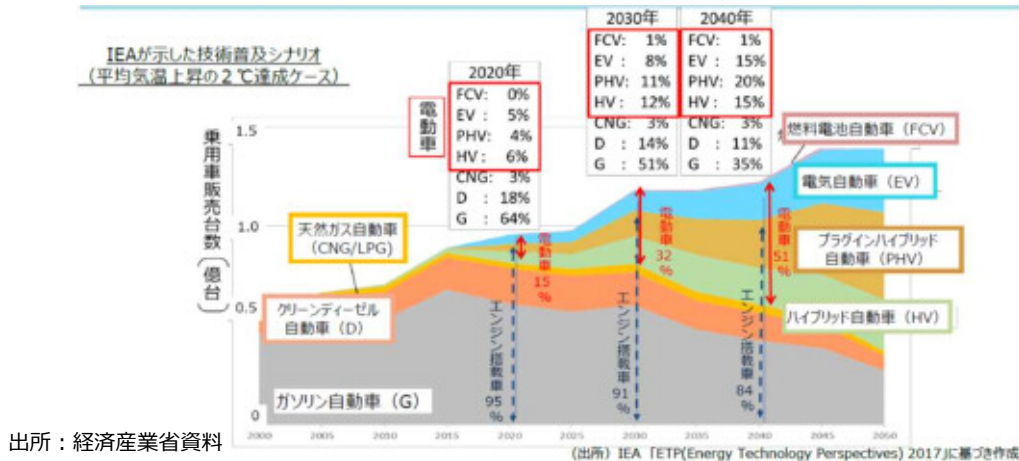 IEAが示した技術普及シナリオ
(平均気温上昇の2℃達成ケース)
2020年
電動車
FCV: 0%
EV : 5%
PHV: 4%
HV : 6%
CNG: 3%
D : 18%
G : 64%
2030年
FCV: 1%
EV : 8%
PHV: 11%
HV : 12%
CNG: 3%
D : 14%
G : 51%
2040年
FCV: 1%
EV : 15%
PHV: 20%
HV : 15%
CNG: 3%
D : 11%
G : 35%
乗用車販売台数(億台)
1.5
1.0
0.5
0
燃料電池自動車(FCV)
電気自動車(EV)
プラグインハイブリッド
自動車(PHV)
ハイブリッド自動車(HV)
天然ガス自動車
(CNG/LPG)
クリーンディーゼル
自動車(D)
ガソリン自動車(G)
電動車
15
%
電動車
32
%
電動車
51
%
エンジン搭載車
95
%
エンジン搭載車
91
%
エンジン搭載車
84
%
2000 2005 2010 2015 2020 2025 2030 2035 2040 2045 2050
出所:経済産業省資料
(出所)IEA「ETP(Energy Technology Perspectives) 2017」に基づき作成